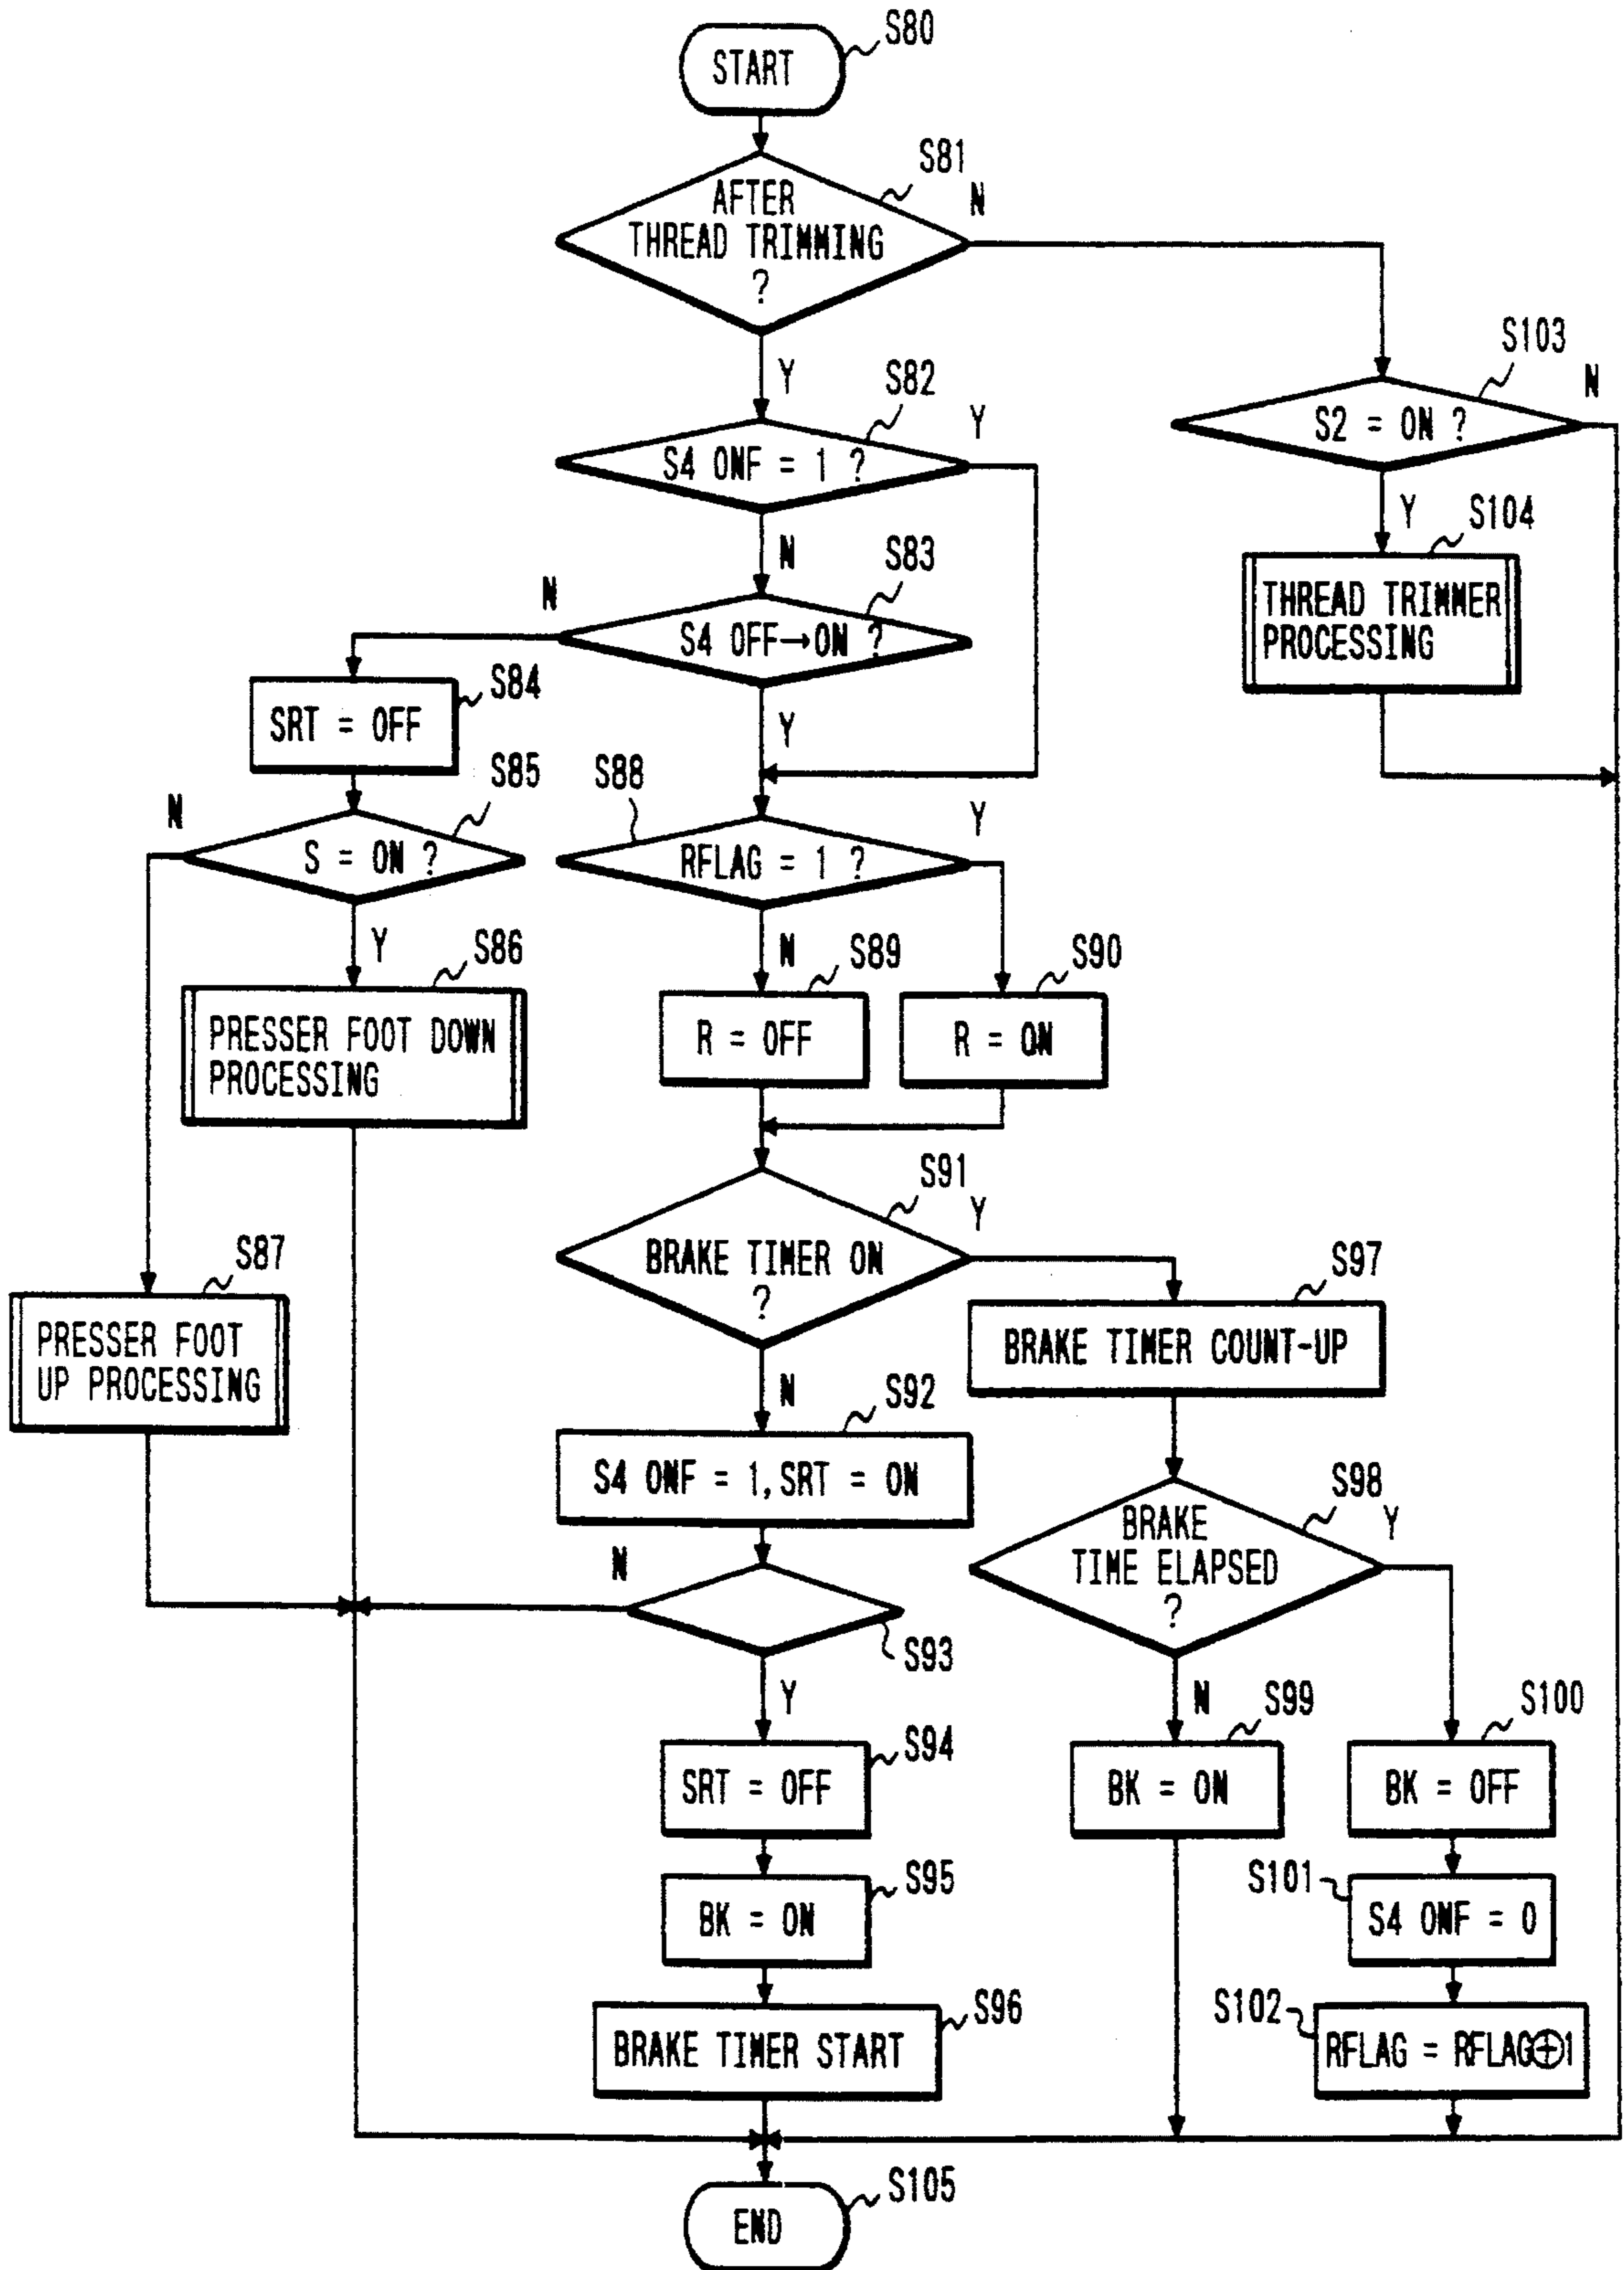 S80
START
S81
AFTER
THREAD TRIMMING
?
N
Y
S82
S4 ONF = 1 ?
Y
N
S103
S2 = ON ?
N
Y
S104
THREAD TRIMMER
PROCESSING
S83
S4 OFF→ON ?
N
Y
S84
SRT = OFF
S85
S = ON ?
N
Y
S86
PRESSER FOOT DOWN
PROCESSING
S87
PRESSER FOOT
UP PROCESSING
S88
RFLAG = 1 ?
Y
N
S89
R = OFF
S90
R = ON
S91
BRAKE TIMER ON
?
Y
N
S92
S4 ONF = 1, SRT = ON
N
S93
Y
S94
SRT = OFF
S95
BK = ON
S96
BRAKE TIMER START
S97
BRAKE TIMER COUNT-UP
S98
BRAKE
TIME ELAPSED
?
Y
N
S99
BK = ON
S100
BK = OFF
S101
S4 ONF = 0
S102
RFLAG = RFLAG⊕1
S105
END